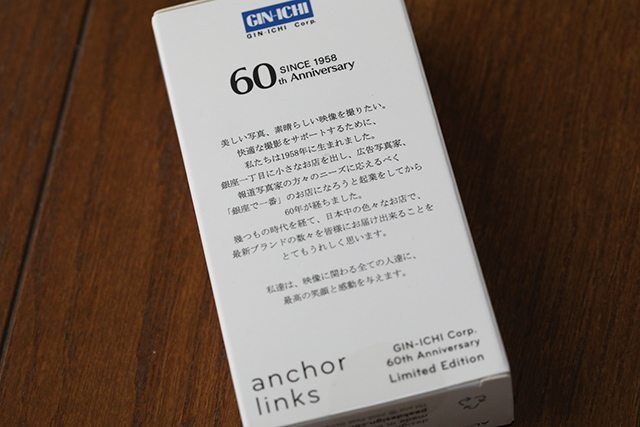 GIN-ICHI
GIN-ICHI Corp.
60th Anniversary
SINCE 1958
美しい写真、素晴らしい映像を撮りたい。
快適な撮影をサポートするために、
私たちは1958年に生まれました。
銀座一丁目に小さなお店を出し、広告写真家、
報道写真家の方々のニーズに応えるべく
「銀座で一番」のお店になろうと起業をしてから
60年が経ちました。
幾つもの時代を経て、日本中の色々なお店で、
最新ブランドの数々を皆様にお届け出来ることを
とてもうれしく思います。
私達は、映像に関わる全ての人達に、
最高の笑顔と感動を与えます。
anchor
links
GIN-ICHI Corp.
60th Anniversary
Limited Edition